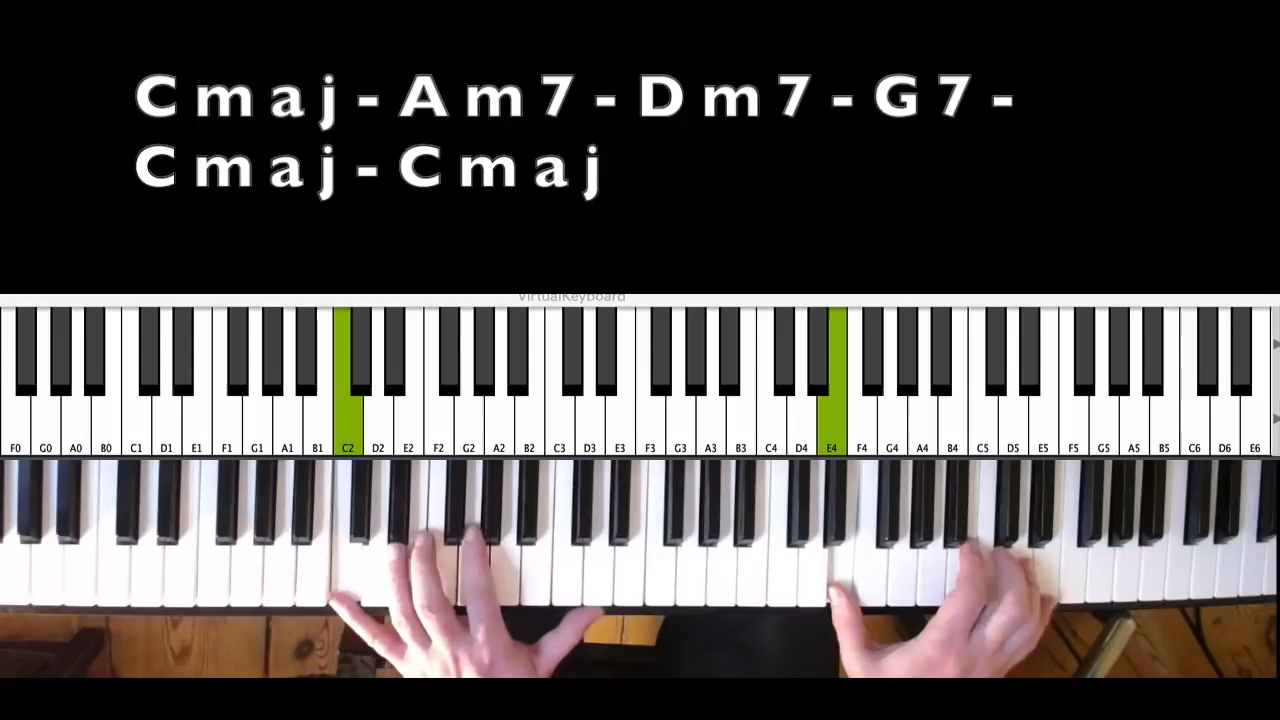 Cmaj-Am7-Dm7-G7-
Cmaj-Cmaj
VirtualKeyboard
F0 G0 A0 B0 C1 D1 E1 F1 G1 A1 B1 C2 D2 E2 F2 G2 A2 B2 C3 D3 E3 F3 G3 A3 B3 C4 D4 E4 F4 G4 A4 B4 C5 D5 E5 F5 G5 A5 B5 C6 D6 E6